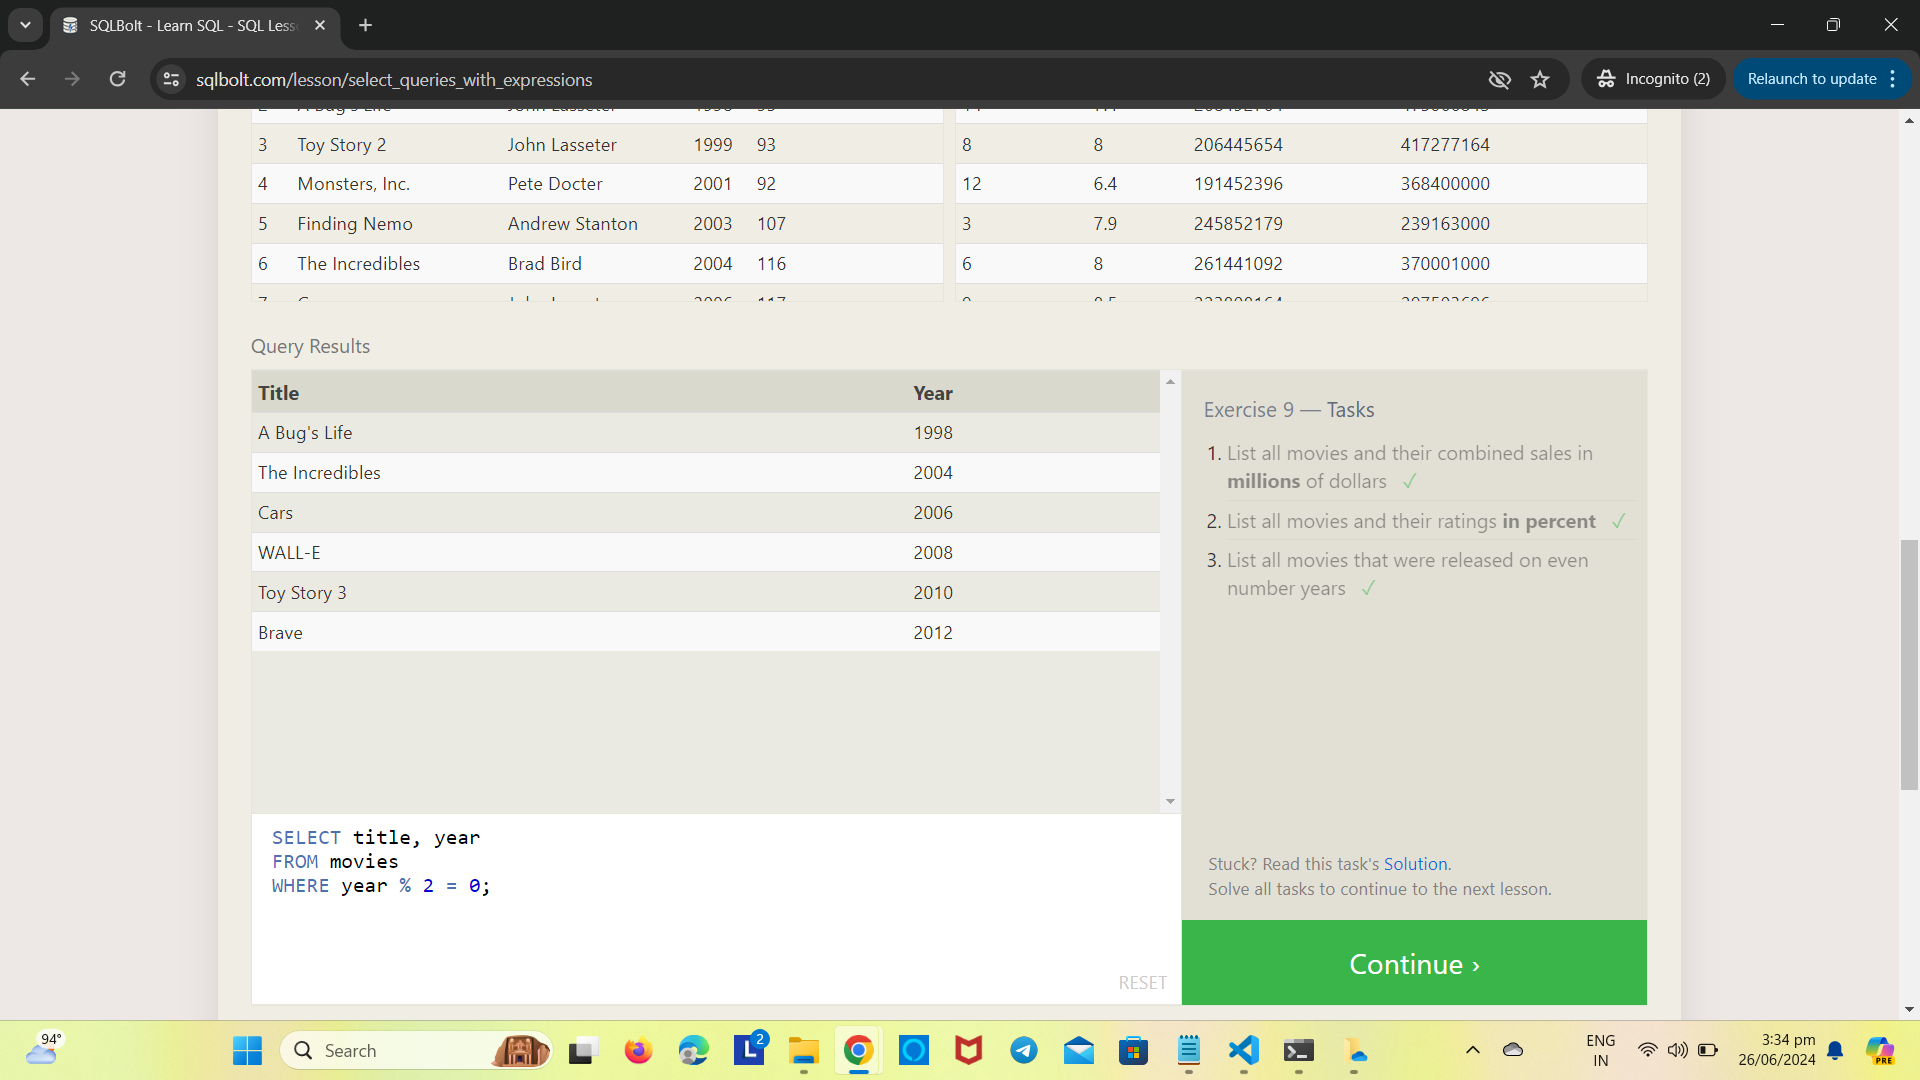 SQLBolt - Learn SQL - SQL Less
sqlbolt.com/lesson/select_queries_with_expressions
Incognito (2)
Relaunch to update
3 Toy Story 2 John Lasseter 1999 93
8 8 206445654 417277164
4 Monsters, Inc. Pete Docter 2001 92
12 6.4 191452396 368400000
5 Finding Nemo Andrew Stanton 2003 107
3 7.9 245852179 239163000
6 The Incredibles Brad Bird 2004 116
6 8 261441092 370001000
Query Results
Title Year
A Bug's Life 1998
The Incredibles 2004
Cars 2006
WALL-E 2008
Toy Story 3 2010
Brave 2012
Exercise 9 — Tasks
1. List all movies and their combined sales in
millions of dollars ✓
2. List all movies and their ratings in percent ✓
3. List all movies that were released on even
number years ✓
SELECT title, year
FROM movies
WHERE year % 2 = 0;
RESET
Stuck? Read this task's Solution.
Solve all tasks to continue to the next lesson.
Continue ›
94°
Search
2
ENG
IN
3:34 pm
26/06/2024
PRE